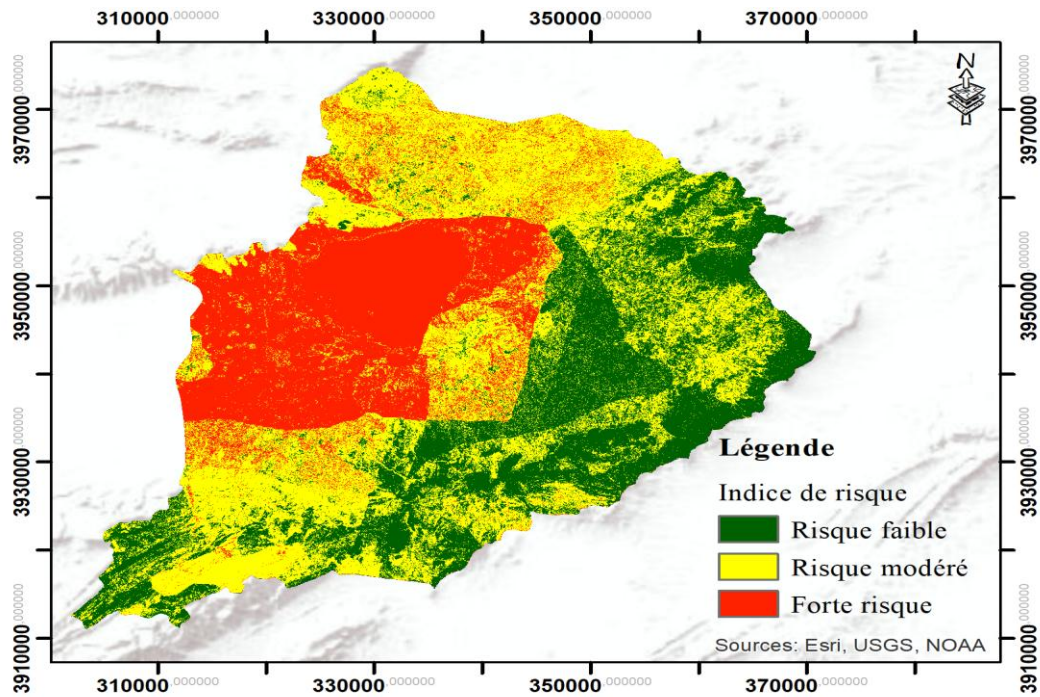 310000,000000 330000,000000 350000,000000 370000,000000
N
3970000,000000 3970000,000000
3950000,000000 3950000,000000
3930000,000000 3930000,000000
3910000,000000 3910000,000000
Légende
Indice de risque
Risque faible
Risque modéré
Forte risque
Sources: Esri, USGS, NOAA
310000,000000 330000,000000 350000,000000 370000,000000